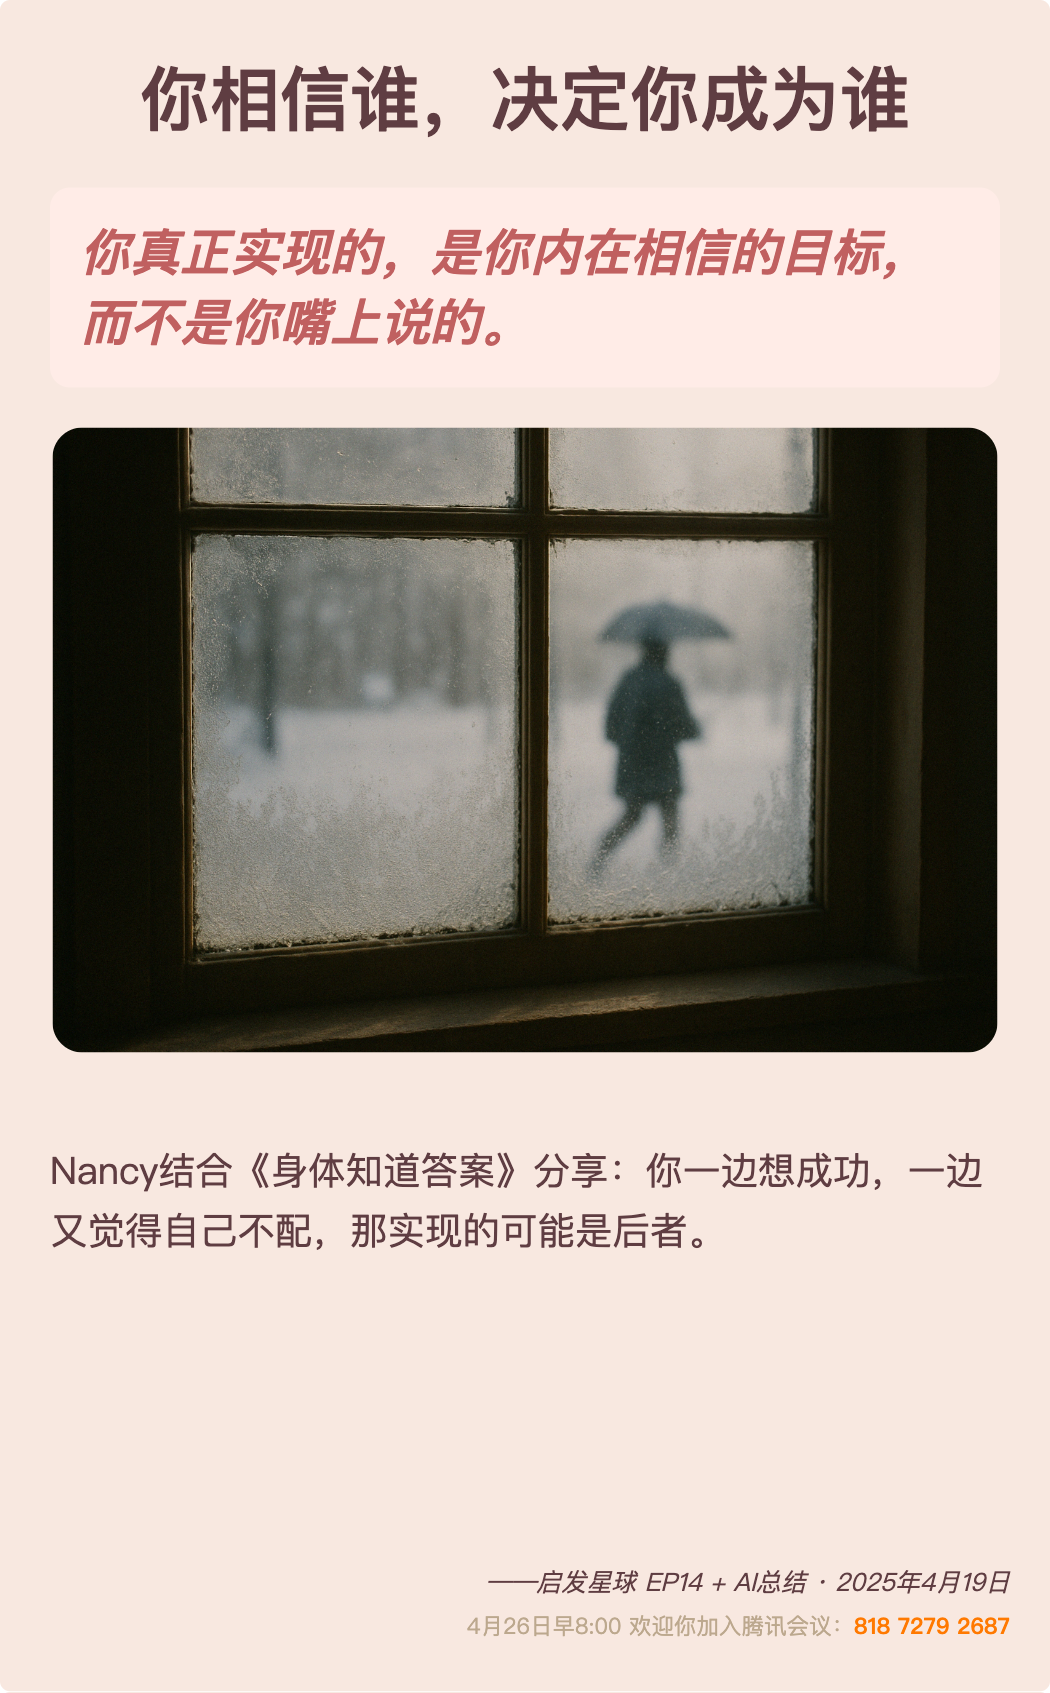 你相信谁，决定你成为谁
你真正实现的，是你内在相信的目标，
而不是你嘴上说的。
Nancy结合《身体知道答案》分享：你一边想成功，一边
又觉得自己不配，那实现的可能是后者。
——启发星球 EP14 + AI总结 · 2025年4月19日
4月26日早8:00 欢迎你加入腾讯会议：818 7279 2687